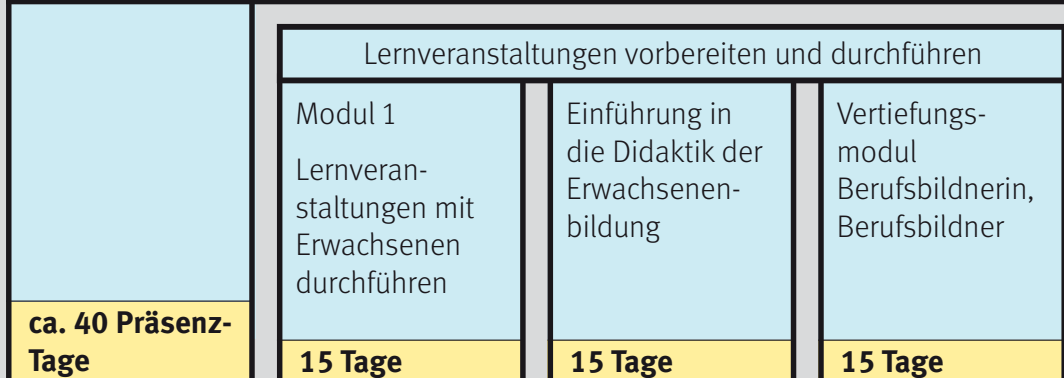 Lernveranstaltungen vorbereiten und durchführen
Modul 1
Lernveran-
staltungen mit
Erwachsenen
durchführen
15 Tage
Einführung in
die Didaktik der
Erwachsenen-
bildung
15 Tage
Vertiefungs-
modul
Berufsbildnerin,
Berufsbildner
15 Tage
ca. 40 Präsenz-
Tage